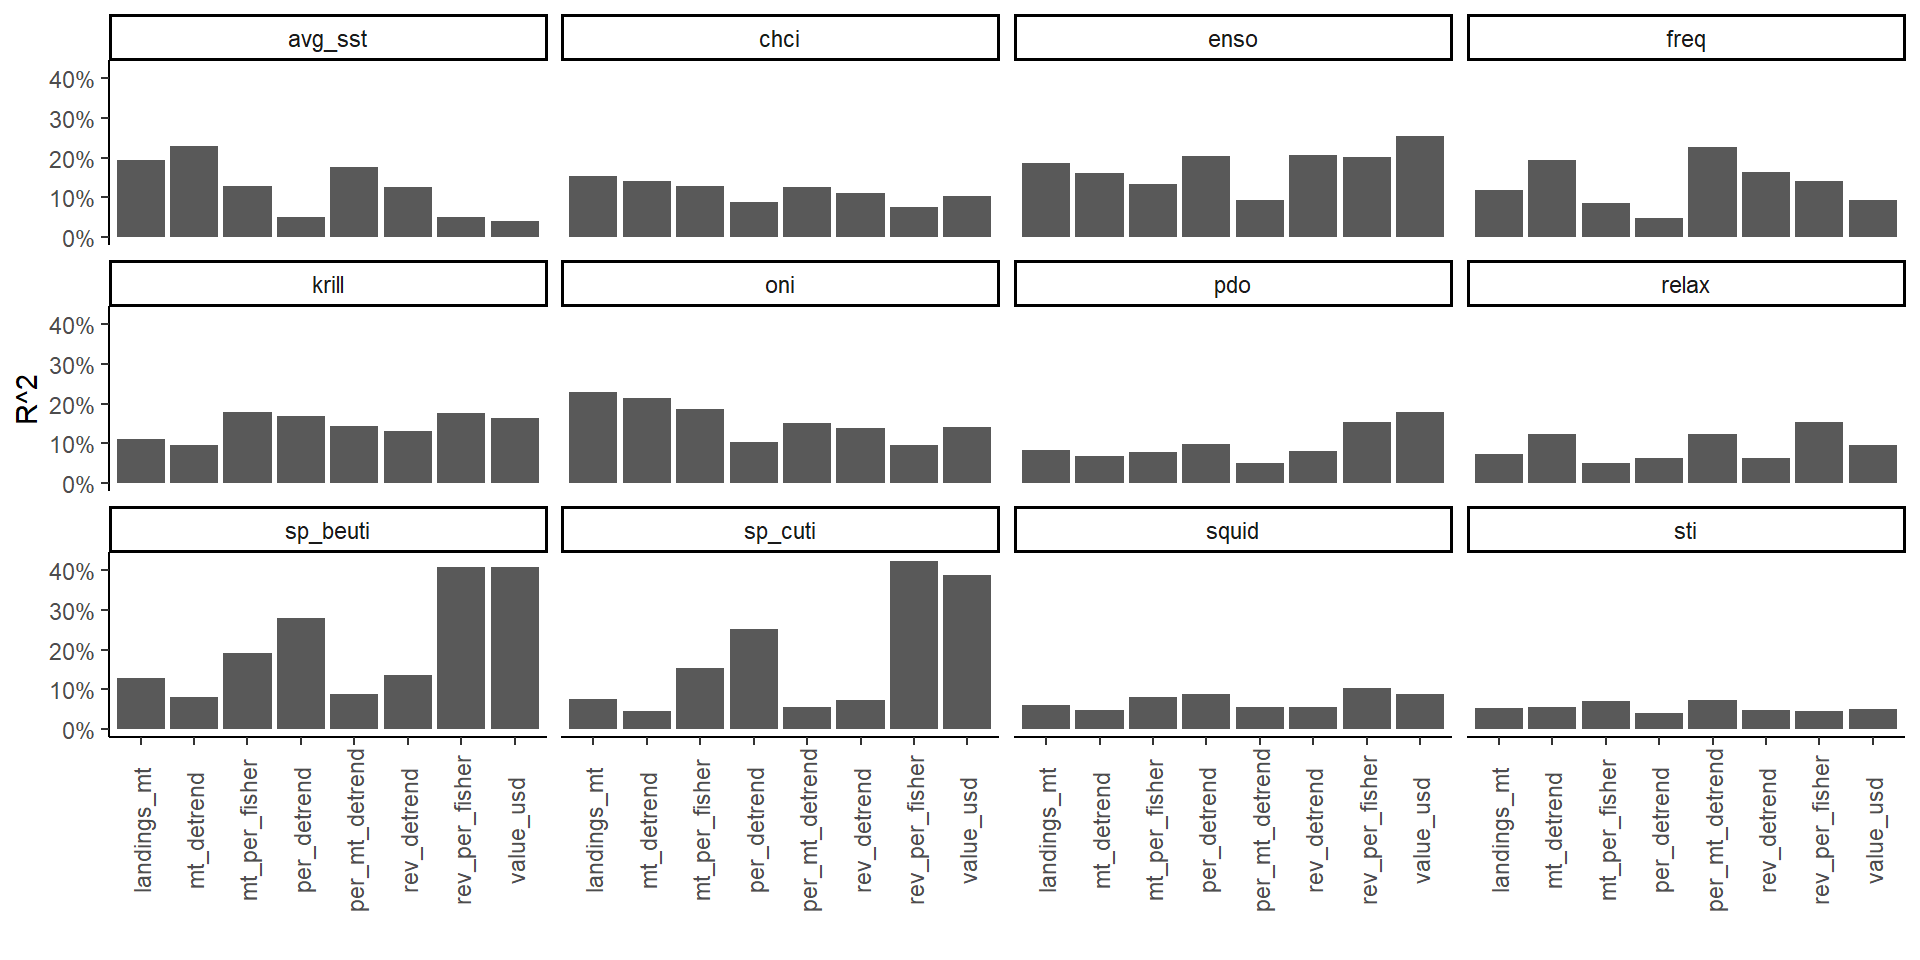 avg_sst chci enso freq
40%
30%
20%
10%
0%
krill oni pdo relax
40%
30%
20%
10%
0%
R^2
sp_beuti sp_cuti squid sti
40%
30%
20%
10%
0%
landings_mt mt_detrend mt_per_fisher per_detrend per_mt_detrend rev_detrend rev_per_fisher value_usd
landings_mt mt_detrend mt_per_fisher per_detrend per_mt_detrend rev_detrend rev_per_fisher value_usd
landings_mt mt_detrend mt_per_fisher per_detrend per_mt_detrend rev_detrend rev_per_fisher value_usd
landings_mt mt_detrend mt_per_fisher per_detrend per_mt_detrend rev_detrend rev_per_fisher value_usd